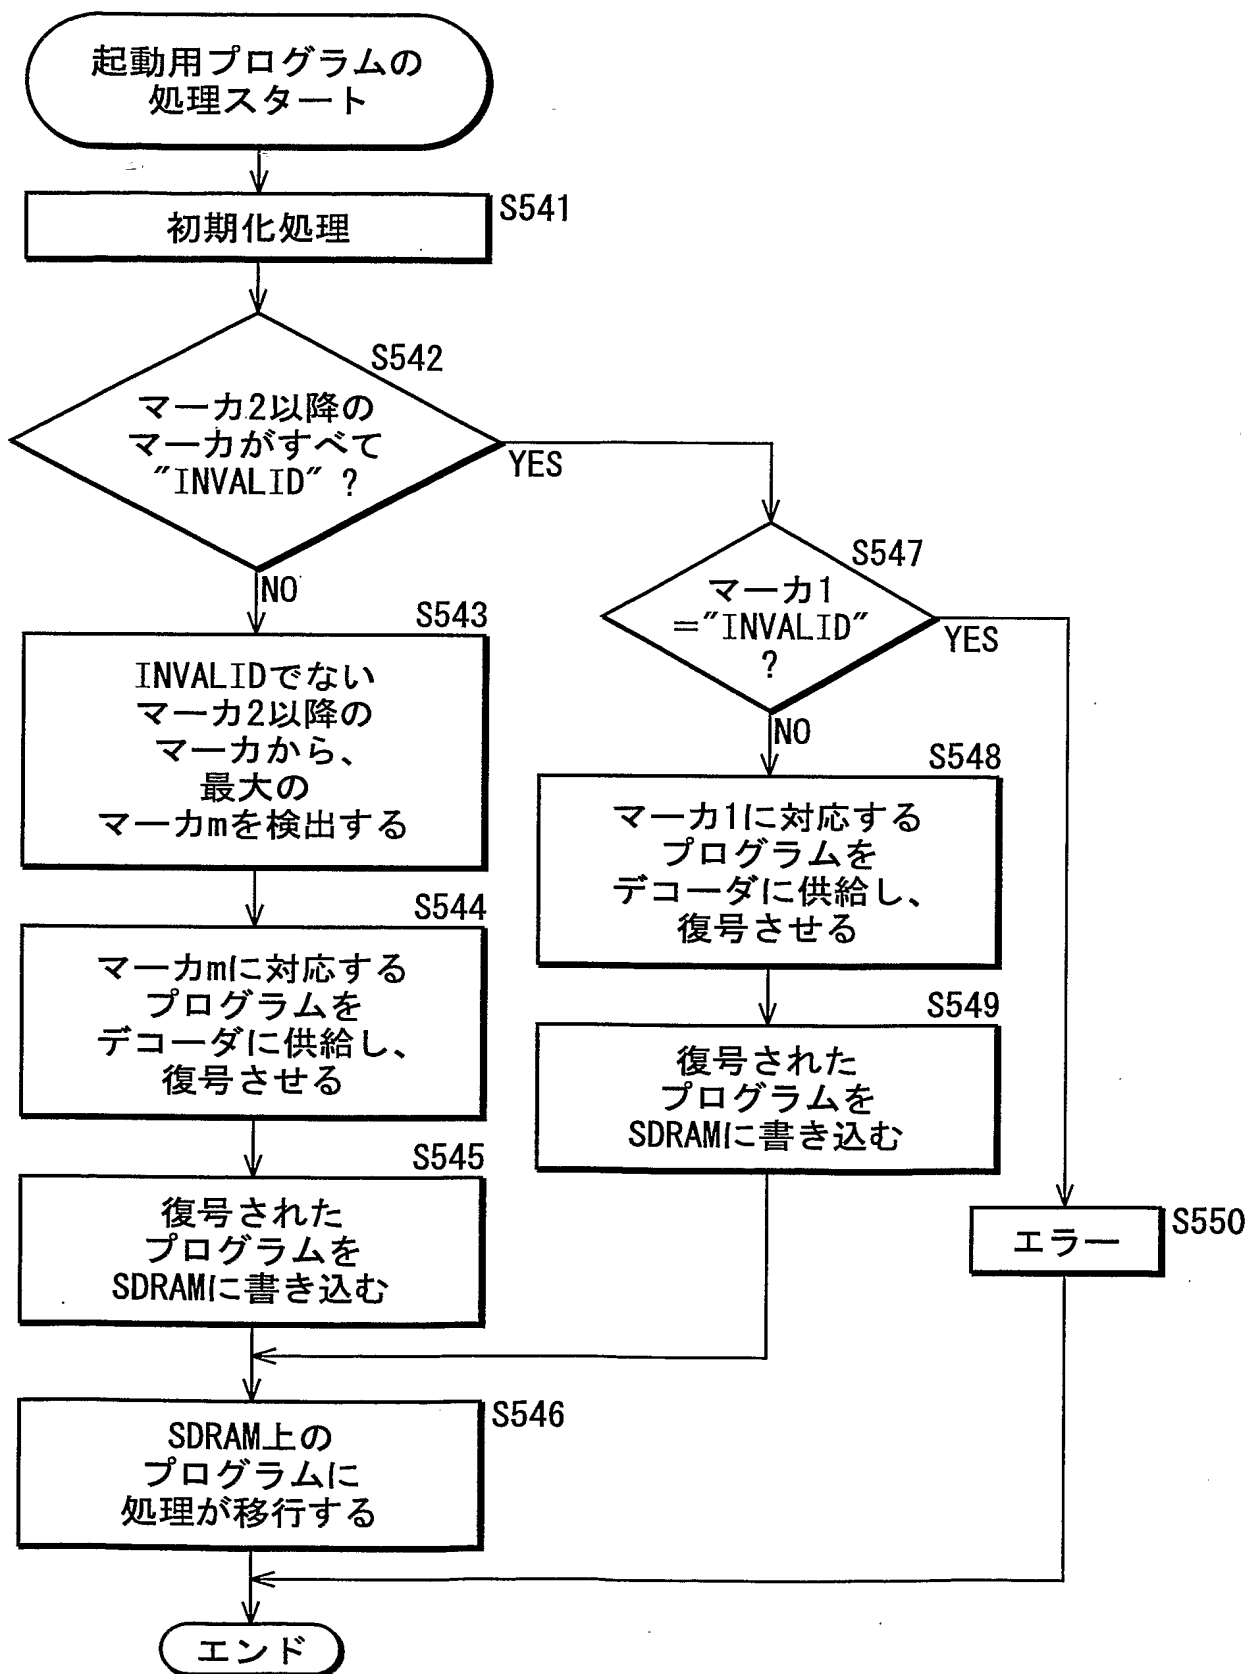 起動用プログラムの
処理スタート
S541
初期化処理
S542
マーカ2以降の
マーカがすべて
"INVALID" ?
YES
NO
S547
マーカ1
="INVALID"
?
YES
NO
S543
INVALIDでない
マーカ2以降の
マーカから、
最大の
マーカmを検出する
S548
マーカ1に対応する
プログラムを
デコーダに供給し、
復号させる
S544
マーカmに対応する
プログラムを
デコーダに供給し、
復号させる
S549
復号された
プログラムを
SDRAMに書き込む
S545
復号された
プログラムを
SDRAMに書き込む
S550
エラー
S546
SDRAM上の
プログラムに
処理が移行する
エンド